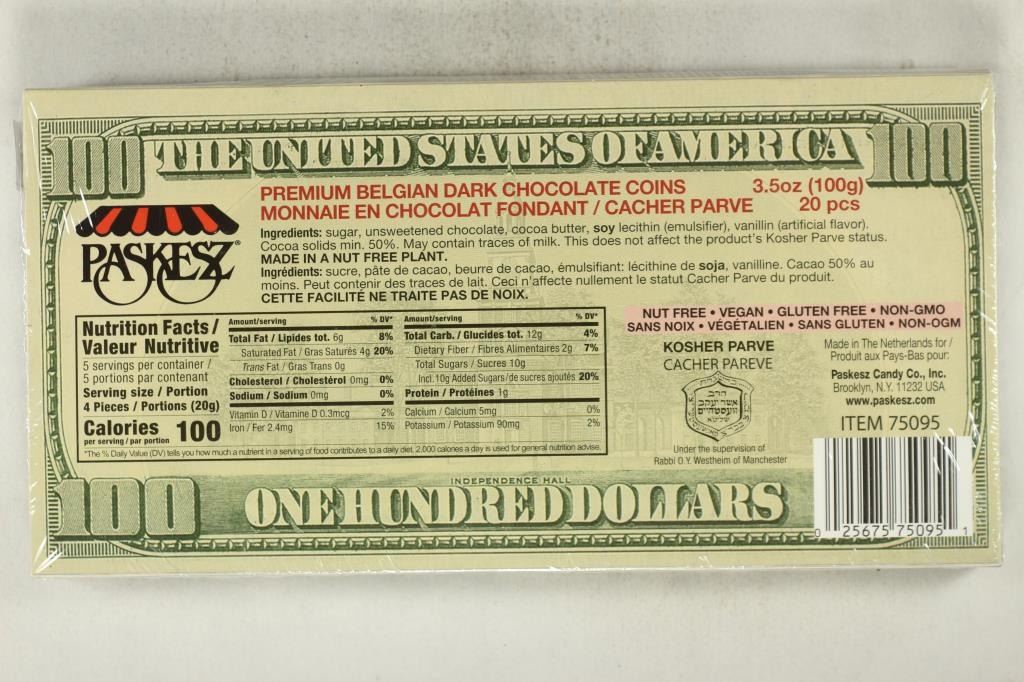 100 THE UNITED STATES OF AMERICA 100
PREMIUM BELGIAN DARK CHOCOLATE COINS 3.5oz (100g)
MONNAIE EN CHOCOLAT FONDANT / CACHER PARVE 20 pcs
PASKESZ®
Ingredients: sugar, unsweetened chocolate, cocoa butter, soy lecithin (emulsifier), vanillin (artificial flavor).
Cocoa solids min. 50%. May contain traces of milk. This does not affect the product's Kosher Parve status.
MADE IN A NUT FREE PLANT.
Ingrédients: sucre, pâte de cacao, beurre de cacao, émulsifiant: lécithine de soja, vanilline. Cacao 50% au
moins. Peut contenir des traces de lait. Ceci n'affecte nullement le statut Cacher Parve du produit.
CETTE FACILITÉ NE TRAITE PAS DE NOIX.
Nutrition Facts /
Valeur Nutritive
5 servings per container /
5 portions par contenant
Serving size / Portion
4 Pieces / Portions (20g)
Calories 100
per serving / par portion
Amount/serving % DV*
Total Fat / Lipides tot. 6g 8%
Saturated Fat / Gras Saturés 4g 20%
Trans Fat / Gras Trans 0g
Cholesterol / Cholestérol 0mg 0%
Sodium / Sodium 0mg 0%
Vitamin D / Vitamine D 0.3mcg 2%
Iron / Fer 2.4mg 15%
Amount/serving % DV*
Total Carb. / Glucides tot. 12g 4%
Dietary Fiber / Fibres Alimentaires 2g 7%
Total Sugars / Sucres 10g
Incl. 10g Added Sugars/de sucres ajoutés 20%
Protein / Protéines 1g
Calcium / Calcium 5mg 0%
Potassium / Potassium 90mg 2%
*The % Daily Value (DV) tells you how much a nutrient in a serving of food contributes to a daily diet. 2,000 calories a day is used for general nutrition advise.
NUT FREE • VEGAN • GLUTEN FREE • NON-GMO
SANS NOIX • VÉGÉTALIEN • SANS GLUTEN • NON-OGM
KOSHER PARVE
CACHER PAREVE
הרב
אשר יעקב
וועסטהיים
שליט"א
Under the supervision of
Rabbi O.Y. Westheim of Manchester
Made in The Netherlands for /
Produit aux Pays-Bas pour:
Paskesz Candy Co., Inc.
Brooklyn, N.Y. 11232 USA
www.paskesz.com
ITEM 75095
0 25675 75095 1
INDEPENDENCE HALL
100 ONE HUNDRED DOLLARS